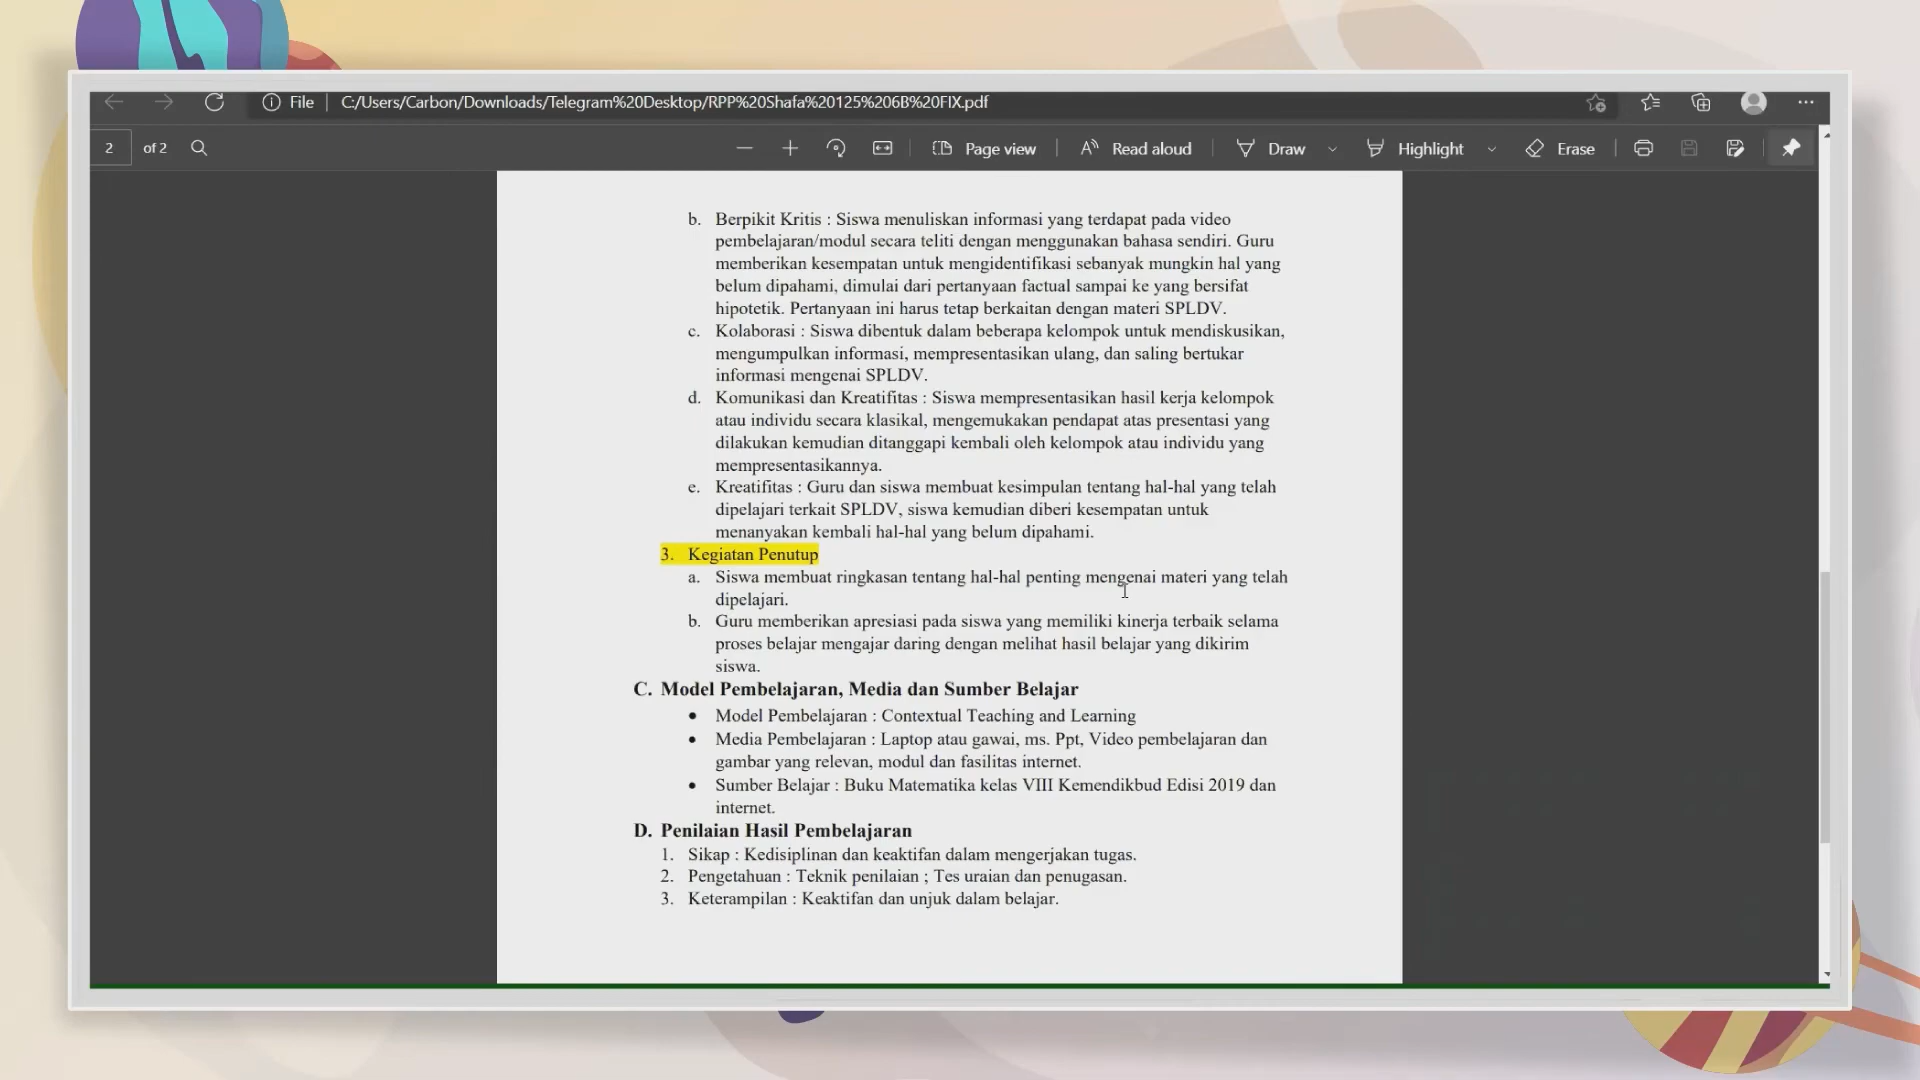 File C:/Users/Carbon/Downloads/Telegram%20Desktop/RPP%20Shafa%20125%206B%20FIX.pdf
2 of 2 Page view Read aloud Draw Highlight Erase
b. Berpikit Kritis : Siswa menuliskan informasi yang terdapat pada video
pembelajaran/modul secara teliti dengan menggunakan bahasa sendiri. Guru
memberikan kesempatan untuk mengidentifikasi sebanyak mungkin hal yang
belum dipahami, dimulai dari pertanyaan factual sampai ke yang bersifat
hipotetik. Pertanyaan ini harus tetap berkaitan dengan materi SPLDV.
c. Kolaborasi : Siswa dibentuk dalam beberapa kelompok untuk mendiskusikan,
mengumpulkan informasi, mempresentasikan ulang, dan saling bertukar
informasi mengenai SPLDV.
d. Komunikasi dan Kreatifitas : Siswa mempresentasikan hasil kerja kelompok
atau individu secara klasikal, mengemukakan pendapat atas presentasi yang
dilakukan kemudian ditanggapi kembali oleh kelompok atau individu yang
mempresentasikannya.
e. Kreatifitas : Guru dan siswa membuat kesimpulan tentang hal-hal yang telah
dipelajari terkait SPLDV, siswa kemudian diberi kesempatan untuk
menanyakan kembali hal-hal yang belum dipahami.
3. Kegiatan Penutup
a. Siswa membuat ringkasan tentang hal-hal penting mengenai materi yang telah
dipelajari.
b. Guru memberikan apresiasi pada siswa yang memiliki kinerja terbaik selama
proses belajar mengajar daring dengan melihat hasil belajar yang dikirim
siswa.
C. Model Pembelajaran, Media dan Sumber Belajar
• Model Pembelajaran : Contextual Teaching and Learning
• Media Pembelajaran : Laptop atau gawai, ms. Ppt, Video pembelajaran dan
gambar yang relevan, modul dan fasilitas internet.
• Sumber Belajar : Buku Matematika kelas VIII Kemendikbud Edisi 2019 dan
internet.
D. Penilaian Hasil Pembelajaran
1. Sikap : Kedisiplinan dan keaktifan dalam mengerjakan tugas.
2. Pengetahuan : Teknik penilaian ; Tes uraian dan penugasan.
3. Keterampilan : Keaktifan dan unjuk dalam belajar.